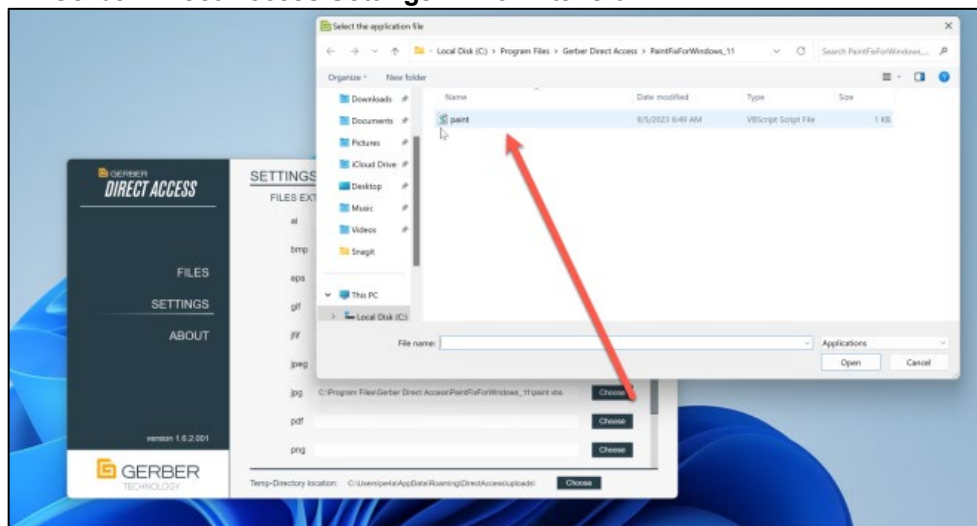 Select the application file
Local Disk (C:) > Program Files > Gerber Direct Access > PaintFixForWindows_11
Search PaintFixForWindows_...
Organize
New folder
Name
Date modified
Type
Size
Downloads
Documents
Pictures
iCloud Drive
Desktop
Music
Videos
Snagit
This PC
Local Disk (C:)
paint
9/5/2023 6:49 AM
VBScript Script File
1 KB
File name:
Applications
Open
Cancel
GERBER
DIRECT ACCESS
FILES
SETTINGS
ABOUT
version 1.6.2.001
GERBER
TECHNOLOGY
SETTINGS
FILES EXT
ai
bmp
eps
gif
jfif
jpeg
jpg
C:\Program Files\Gerber Direct Access\PaintFixForWindows_11\paint.vbs
Choose
pdf
Choose
png
Choose
Temp-Directory location:
Choose